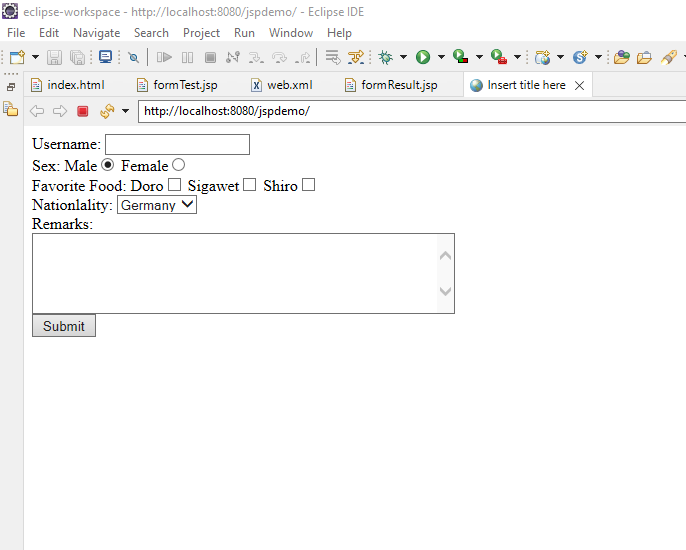 eclipse-workspace - http://localhost:8080/jspdemo/ - Eclipse IDE
File Edit Navigate Search Project Run Window Help
index.html formTest.jsp web.xml formResult.jsp Insert title here
http://localhost:8080/jspdemo/
Username:
Sex: Male Female
Favorite Food: Doro Sigawet Shiro
Nationlality: Germany
Remarks:
Submit